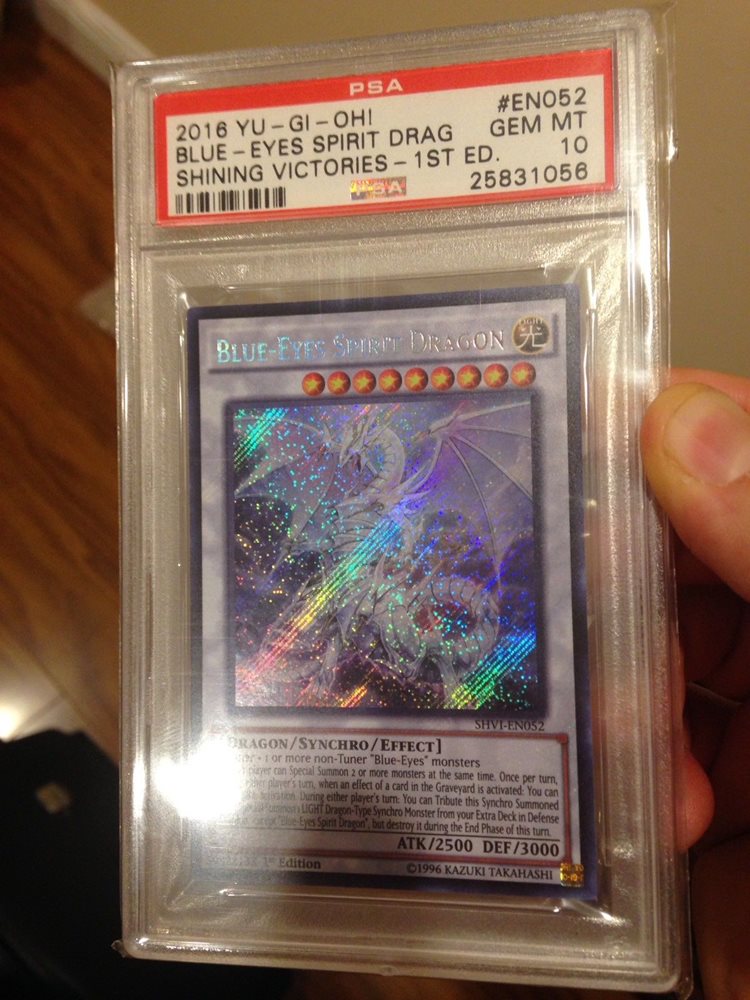 PSA
2016 YU-GI-OH! #EN052
BLUE-EYES SPIRIT DRAG GEM MT
SHINING VICTORIES-1ST ED. 10
PSA 25831056
BLUE-EYES SPIRIT DRAGON
LIGHT
光
SHVI-EN052
DRAGON/SYNCHRO/EFFECT]
+ 1 or more non-Tuner "Blue-Eyes" monsters
player can Special Summon 2 or more monsters at the same time. Once per turn,
player's turn, when an effect of a card in the Graveyard is activated: You can
activation. During either player's turn: You can Tribute this Synchro Summoned
LIGHT Dragon-Type Synchro Monster from your Extra Deck in Defense
"Blue-Eyes Spirit Dragon", but destroy it during the End Phase of this turn.
ATK/2500 DEF/3000
1st Edition
©1996 KAZUKI TAKAHASHI